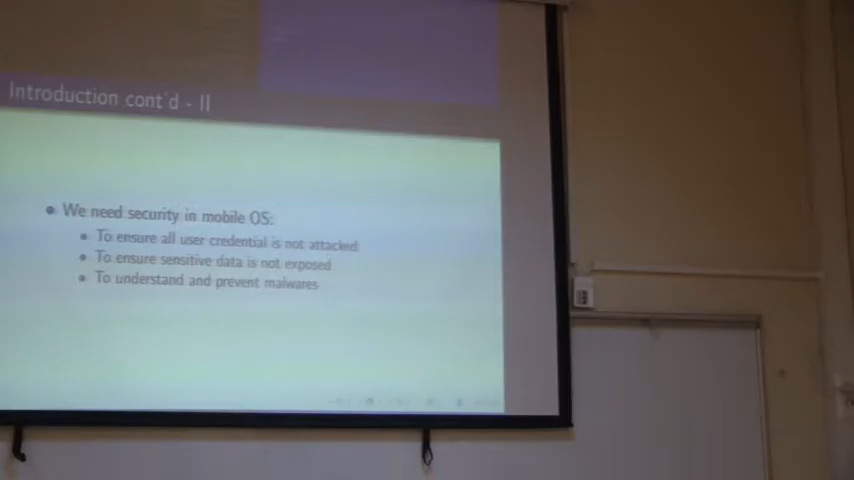 Introduction cont'd - II
We need security in mobile OS:
To ensure all user credential is not attacked
To ensure sensitive data is not exposed
To understand and prevent malwares